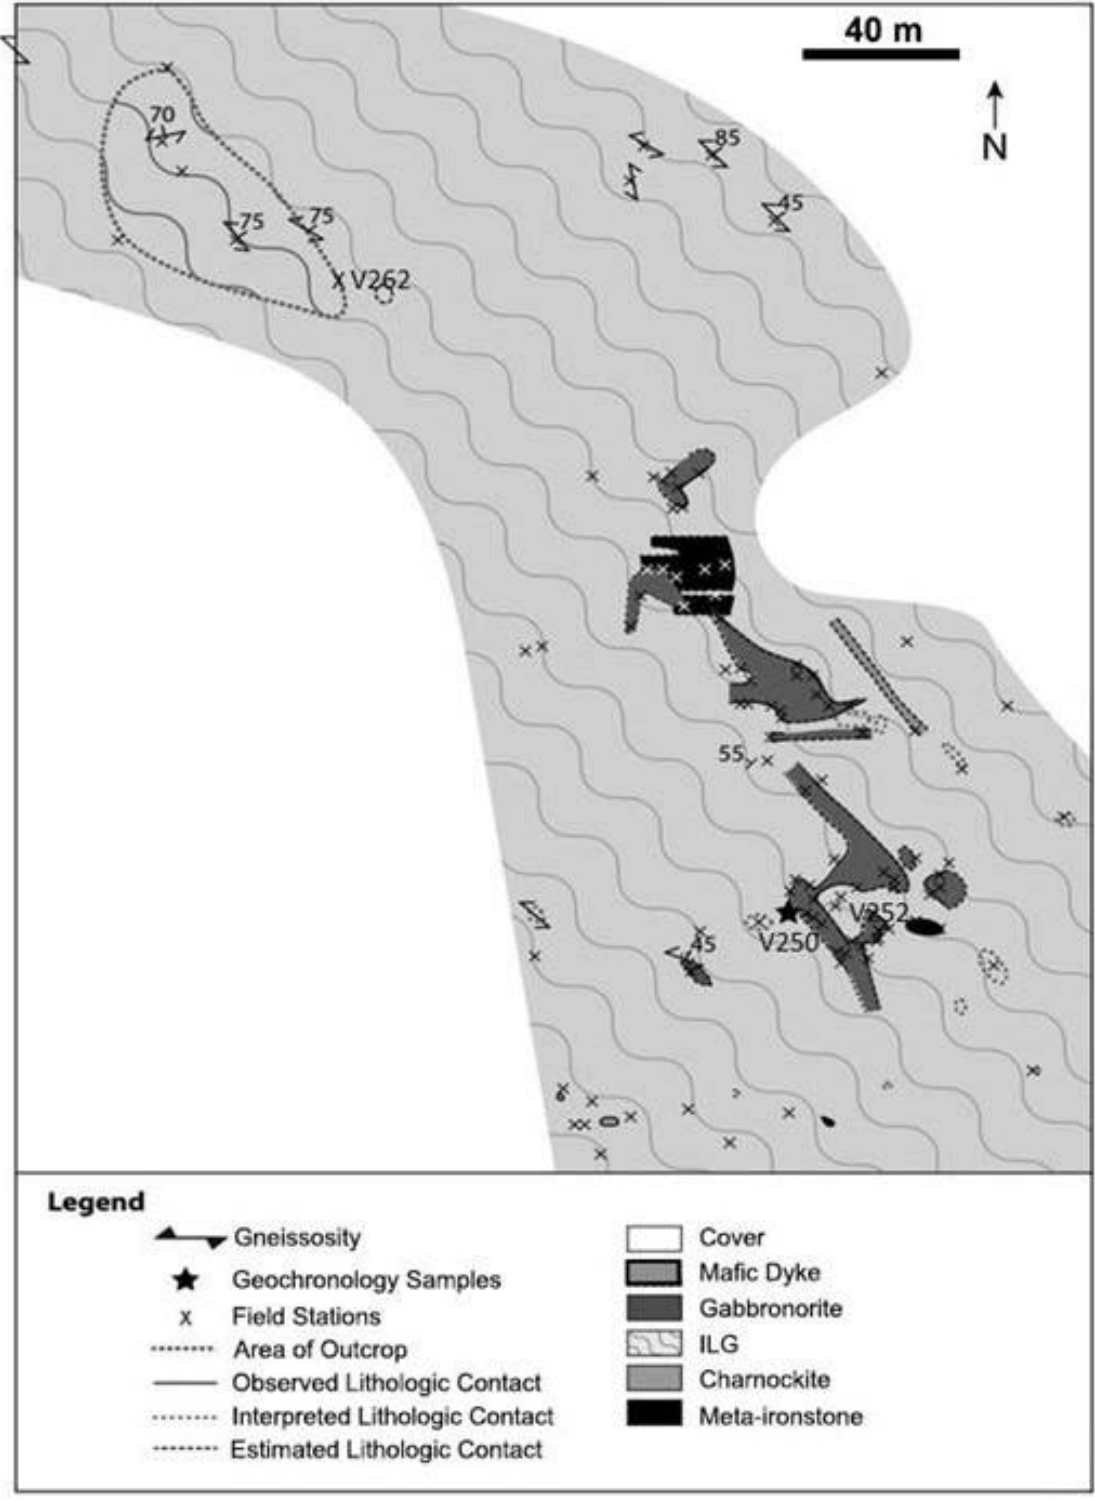 40 m
N
70
85
45
75
75
V262
55
V252
V250
45
Legend
Gneissosity
Geochronology Samples
x Field Stations
Area of Outcrop
Observed Lithologic Contact
Interpreted Lithologic Contact
Estimated Lithologic Contact
Cover
Mafic Dyke
Gabbronorite
ILG
Charnockite
Meta-ironstone